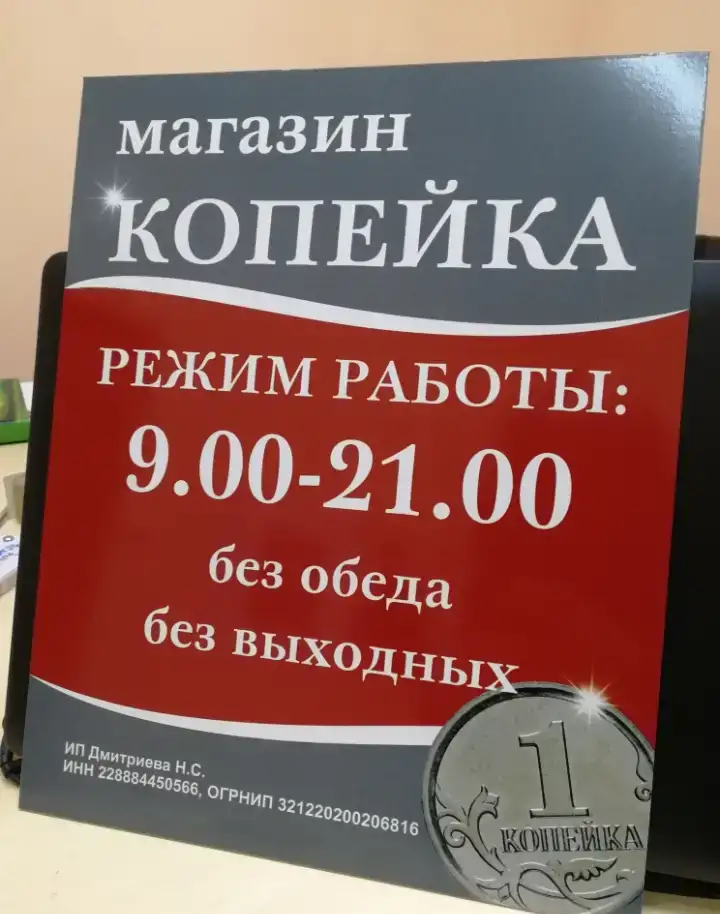 магазин
КОПЕЙКА
РЕЖИМ РАБОТЫ:
9.00-21.00
без обеда
без выходных
ИП Дмитриева Н.С.
ИНН 228884450566, ОГРНИП 321220200206816
1
КОПЕЙКА